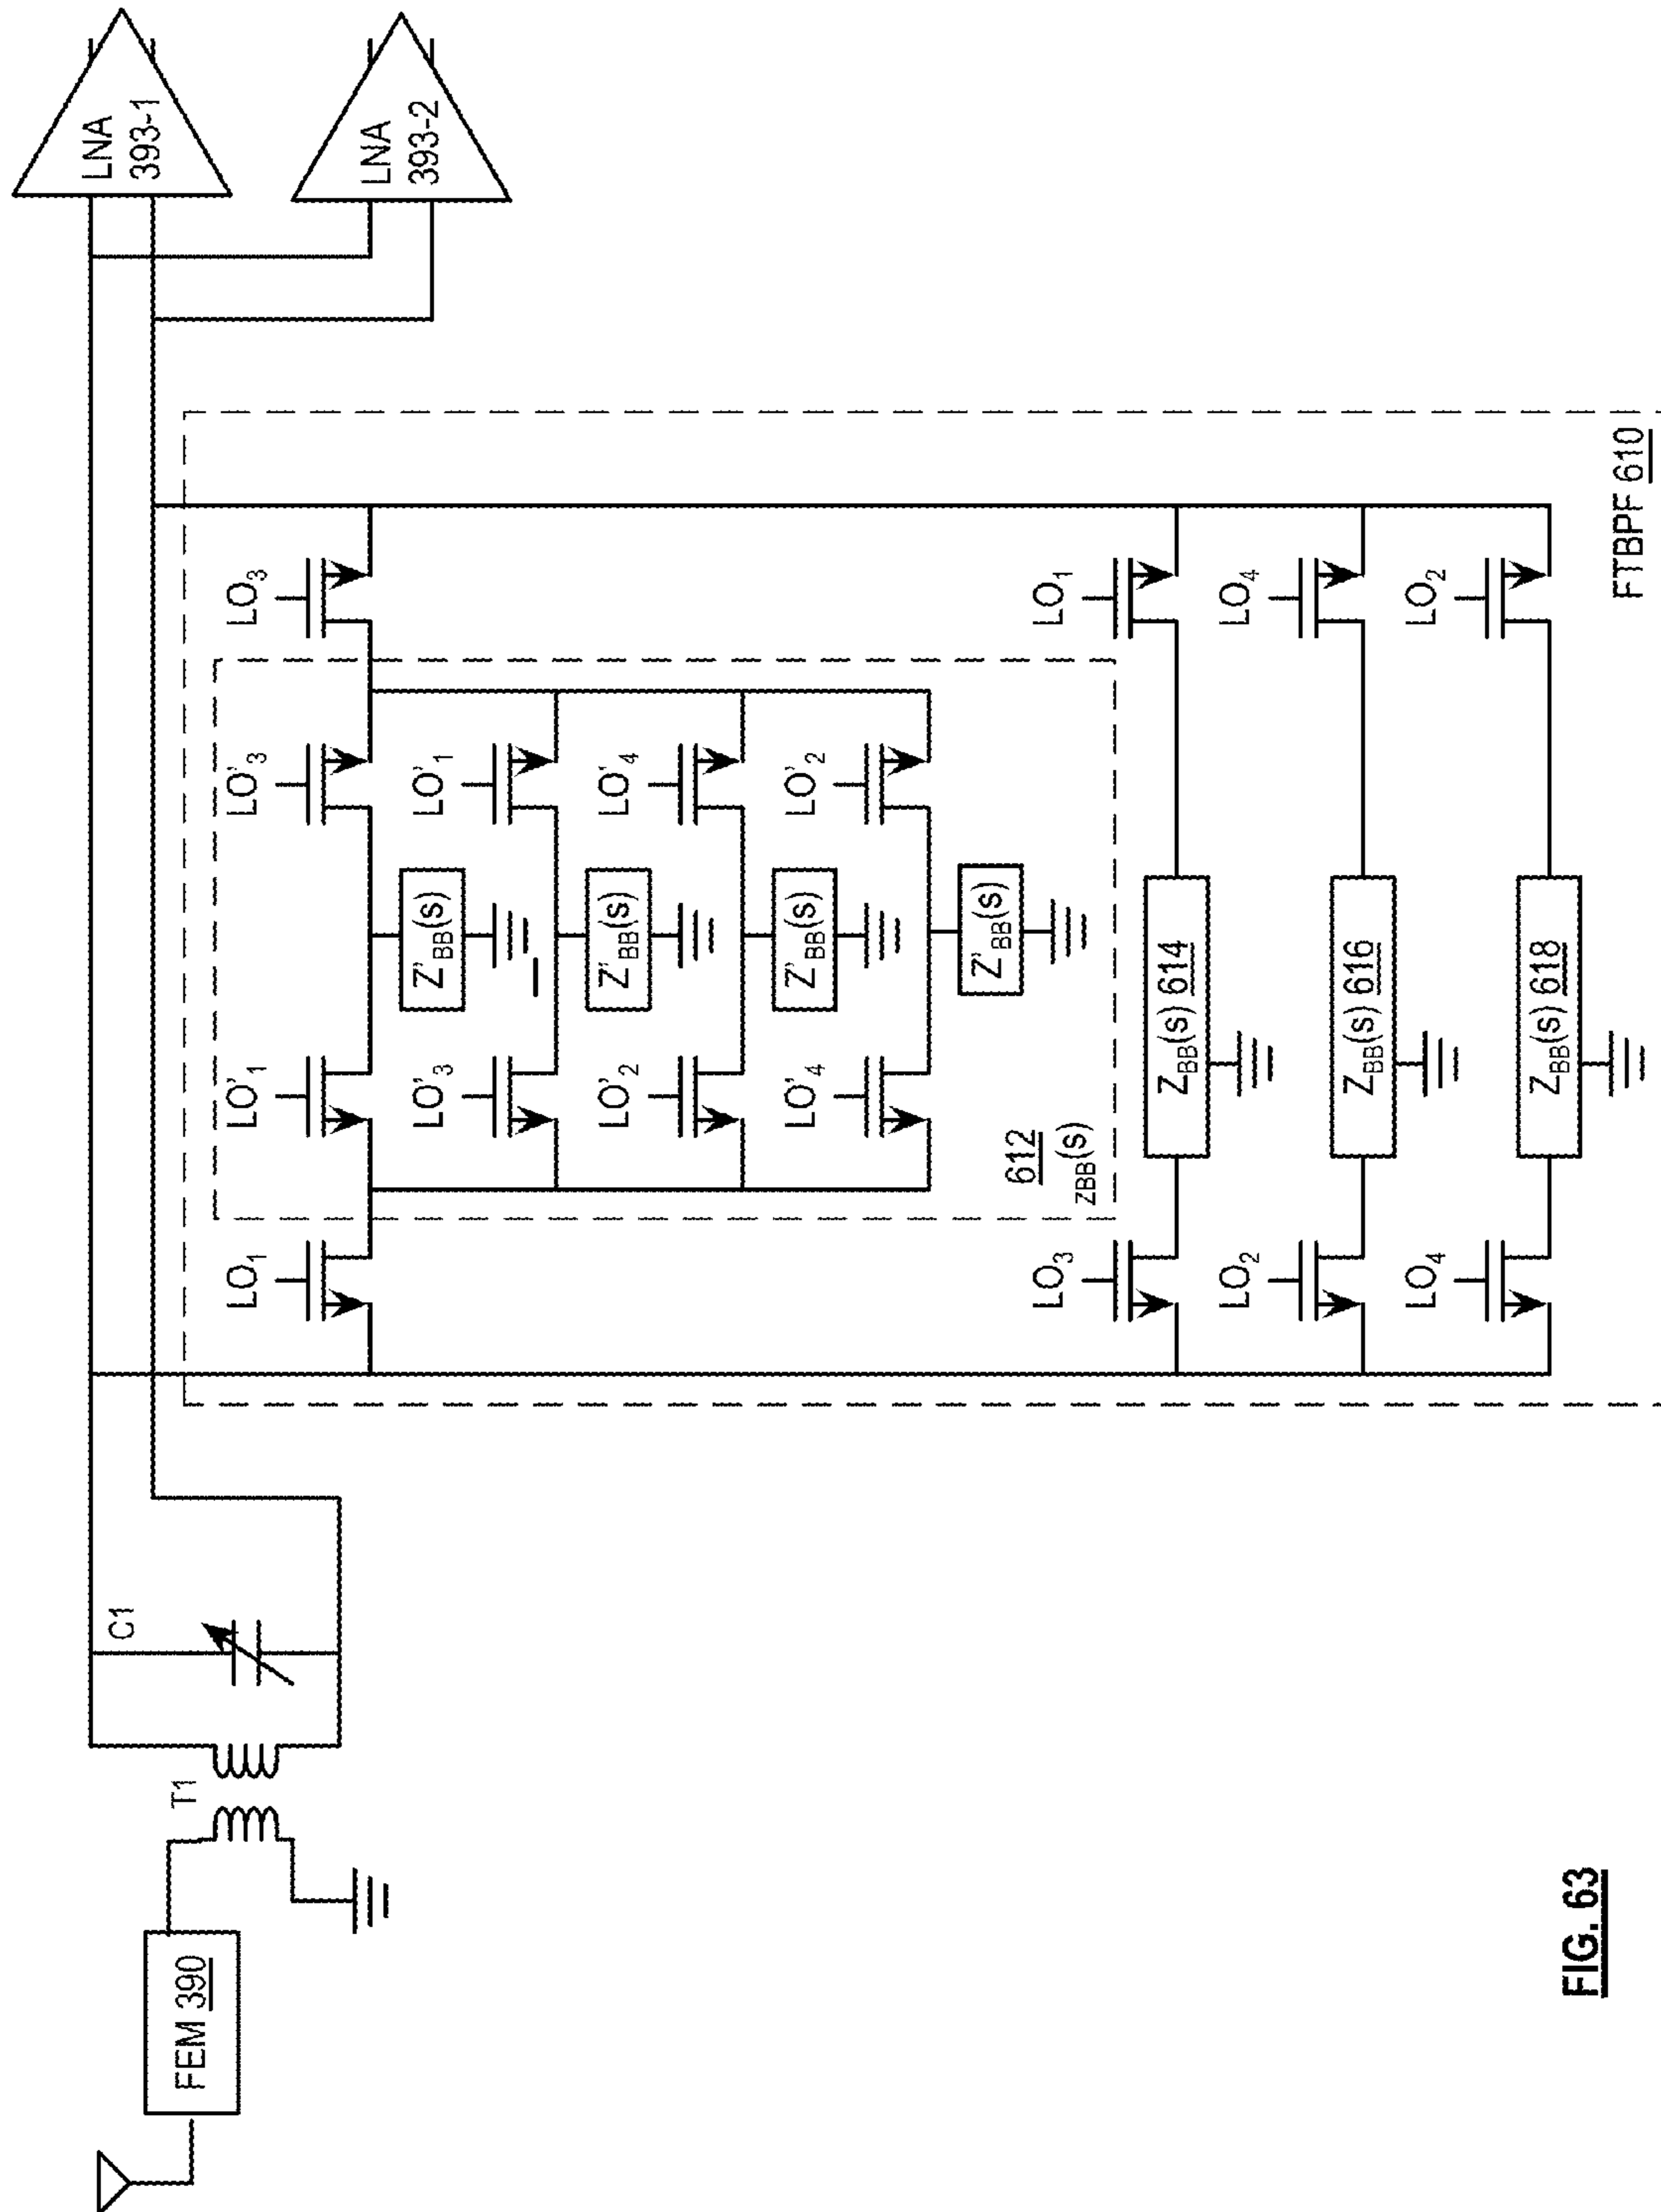 LNA
393-1
LNA
393-2
LO3
LO'3
LO'1
LO'4
LO'2
LO1
LO4
LO2
Z'BB(s)
Z'BB(s)
Z'BB(s)
Z'BB(s)
ZBB(s) 614
ZBB(s) 616
ZBB(s) 618
LO'1
LO'3
LO'2
LO'4
612
ZBB(s)
LO1
LO3
LO2
LO4
FTBPF 610
C1
T1
FEM 390
FIG. 63